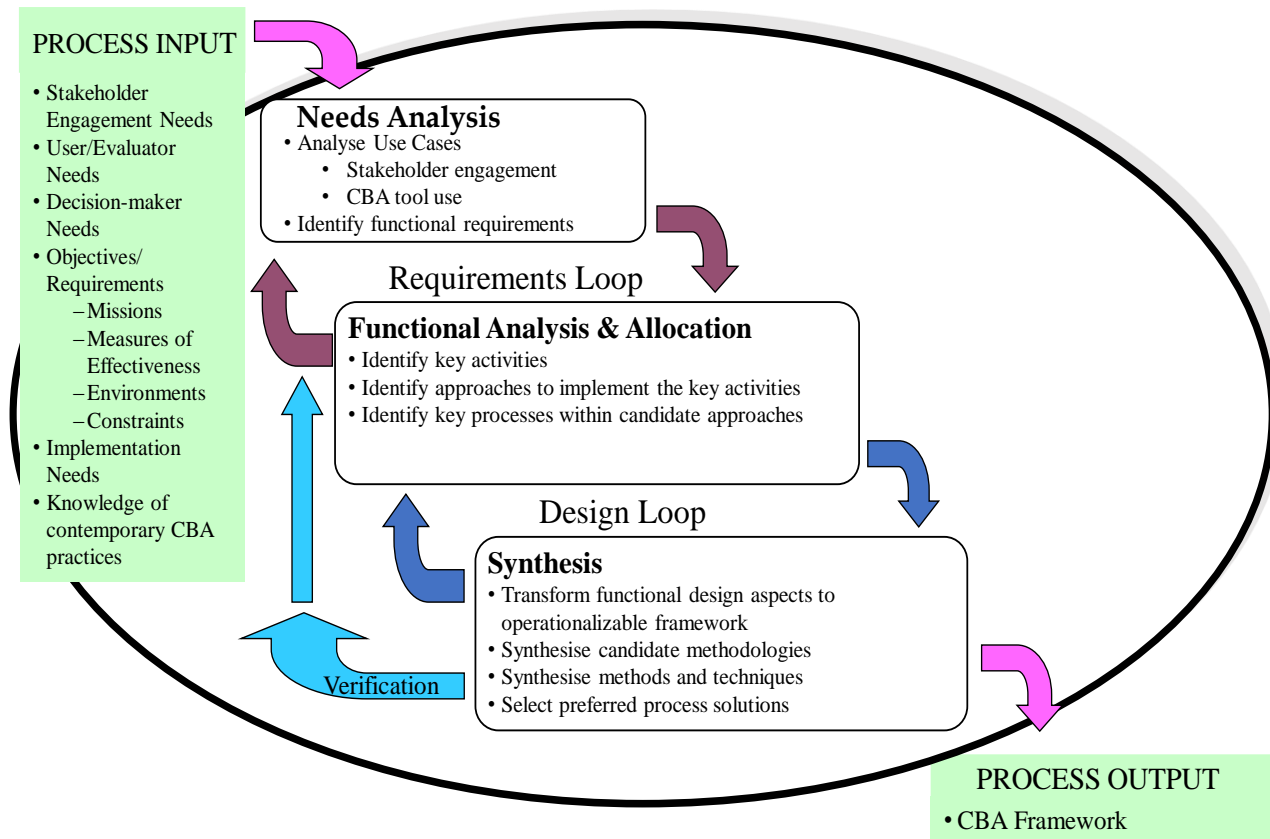 PROCESS INPUT
• Stakeholder
Engagement Needs
• User/Evaluator
Needs
• Decision-maker
Needs
• Objectives/
Requirements
–Missions
–Measures of
Effectiveness
–Environments
–Constraints
• Implementation
Needs
• Knowledge of
contemporary CBA
practices
Needs Analysis
• Analyse Use Cases
• Stakeholder engagement
• CBA tool use
• Identify functional requirements
Requirements Loop
Functional Analysis & Allocation
• Identify key activities
• Identify approaches to implement the key activities
• Identify key processes within candidate approaches
Design Loop
Synthesis
• Transform functional design aspects to
operationalizable framework
• Synthesise candidate methodologies
• Synthesise methods and techniques
• Select preferred process solutions
Verification
PROCESS OUTPUT
• CBA Framework